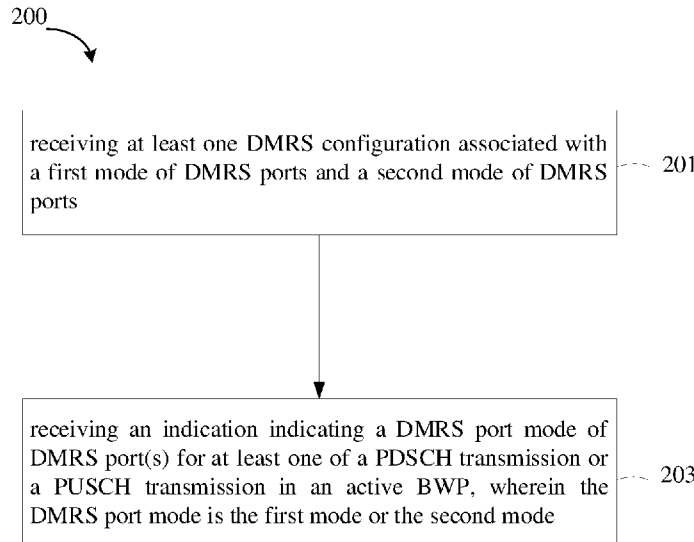 200
receiving at least one DMRS configuration associated with
a first mode of DMRS ports and a second mode of DMRS
ports
201
receiving an indication indicating a DMRS port mode of
DMRS port(s) for at least one of a PDSCH transmission or
a PUSCH transmission in an active BWP, wherein the
DMRS port mode is the first mode or the second mode
203